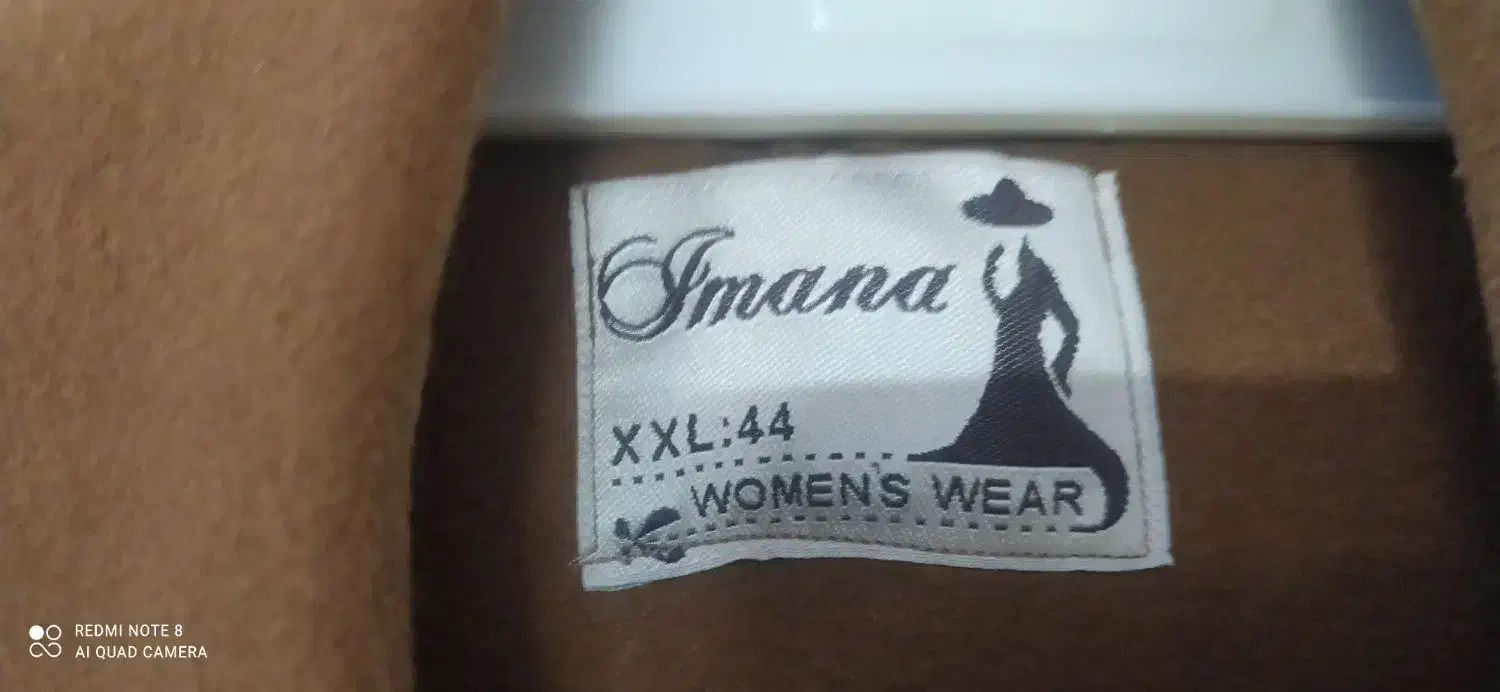 Imana
XXL:44
WOMEN'S WEAR
REDMI NOTE 8
AI QUAD CAMERA